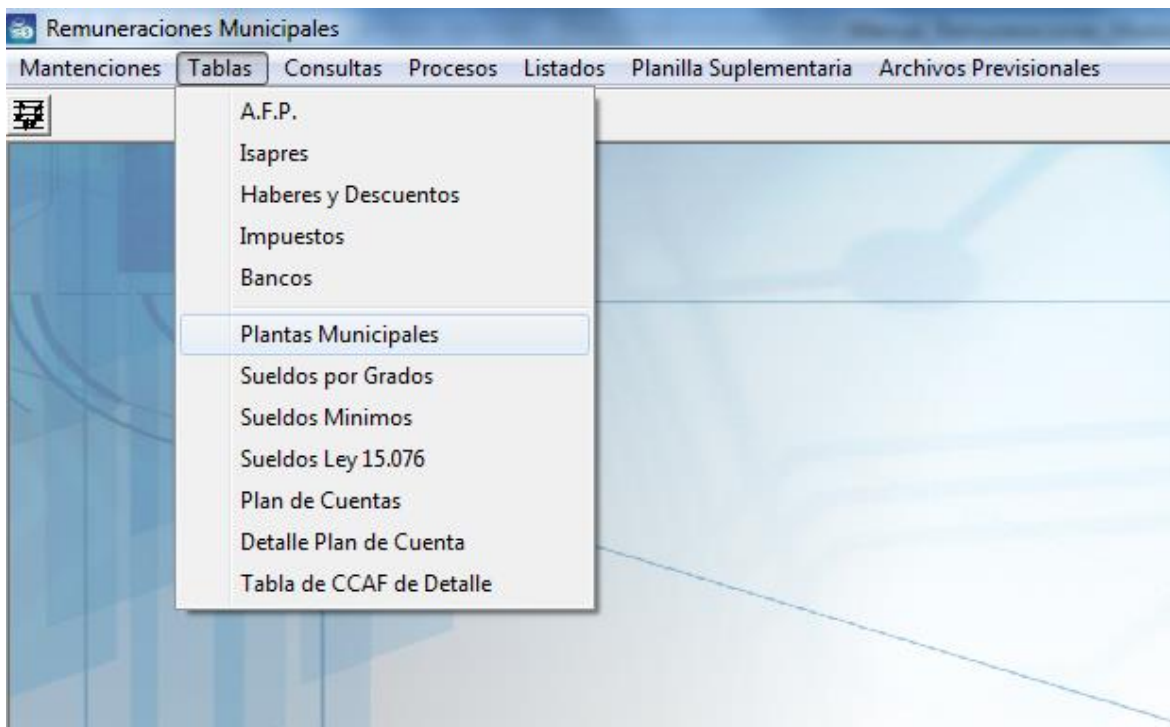 Remuneraciones Municipales
Mantenciones Tablas Consultas Procesos Listados Planilla Suplementaria Archivos Previsionales
A.F.P.
Isapres
Haberes y Descuentos
Impuestos
Bancos
Plantas Municipales
Sueldos por Grados
Sueldos Minimos
Sueldos Ley 15.076
Plan de Cuentas
Detalle Plan de Cuenta
Tabla de CCAF de Detalle